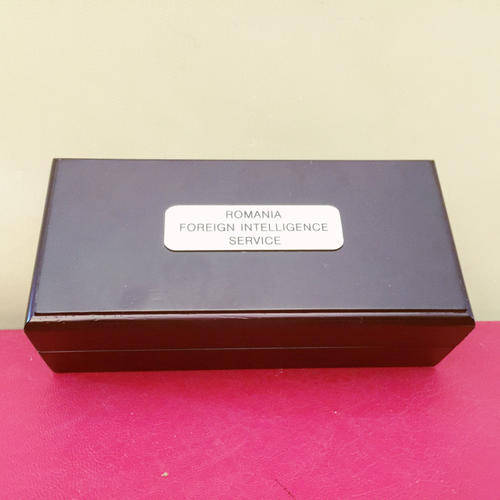 ROMANIA
FOREIGN INTELLIGENCE
SERVICE